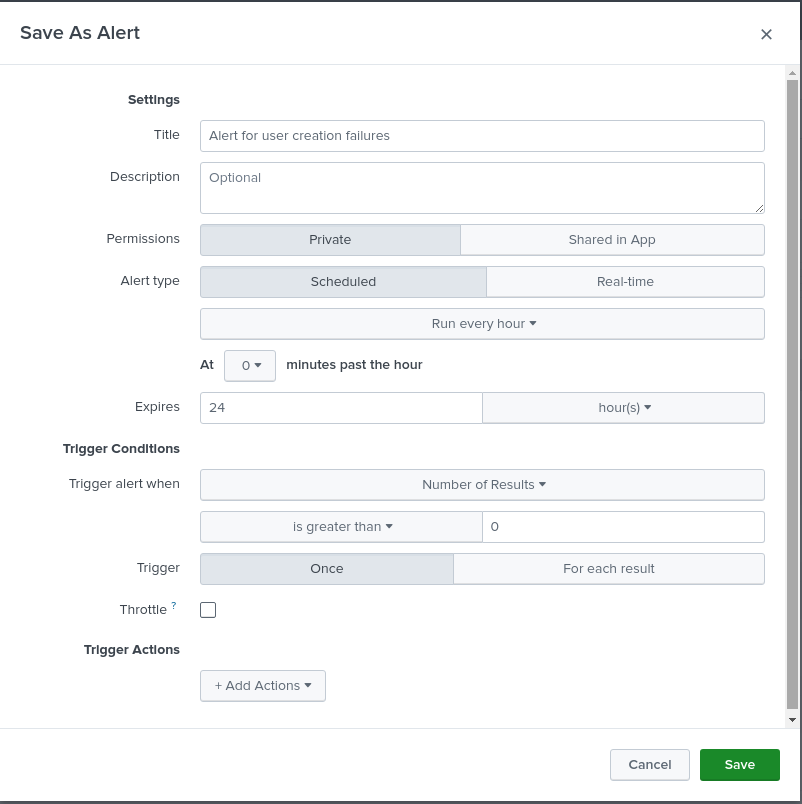 Save As Alert
Settings
Title Alert for user creation failures
Description Optional
Permissions Private Shared in App
Alert type Scheduled Real-time
Run every hour
At 0 minutes past the hour
Expires 24 hour(s)
Trigger Conditions
Trigger alert when Number of Results
is greater than 0
Trigger Once For each result
Throttle ?
Trigger Actions
+ Add Actions
Cancel Save